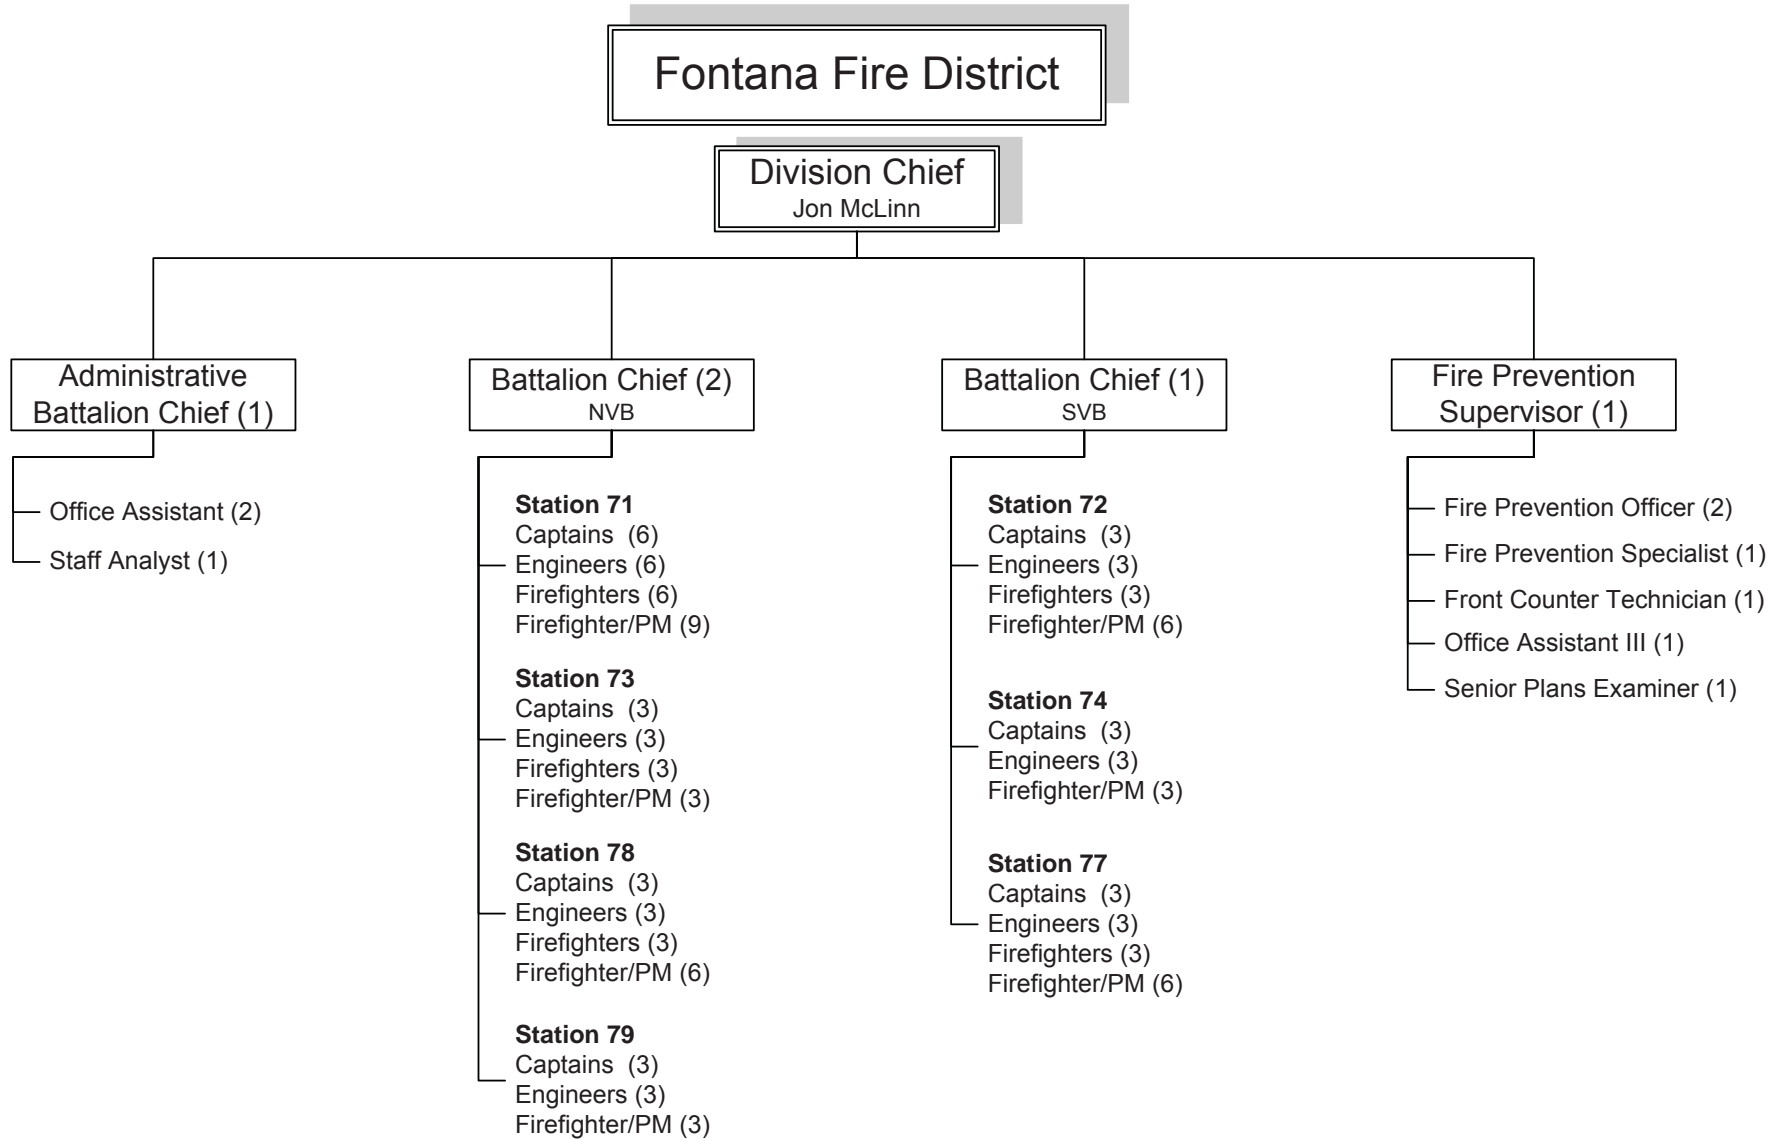 Fontana Fire District
Division Chief
Jon McLinn
Administrative
Battalion Chief (1)
Office Assistant (2)
Staff Analyst (1)
Battalion Chief (2)
NVB
Station 71
Captains  (6)
Engineers (6)
Firefighters (6)
Firefighter/PM (9)
Station 73
Captains  (3)
Engineers (3)
Firefighters (3)
Firefighter/PM (3)
Station 78
Captains  (3)
Engineers (3)
Firefighters (3)
Firefighter/PM (6)
Station 79
Captains  (3)
Engineers (3)
Firefighter/PM (3)
Battalion Chief (1)
SVB
Station 72
Captains  (3)
Engineers (3)
Firefighters (3)
Firefighter/PM (6)
Station 74
Captains  (3)
Engineers (3)
Firefighter/PM (3)
Station 77
Captains  (3)
Engineers (3)
Firefighters (3)
Firefighter/PM (6)
Fire Prevention
Supervisor (1)
Fire Prevention Officer (2)
Fire Prevention Specialist (1)
Front Counter Technician (1)
Office Assistant III (1)
Senior Plans Examiner (1)